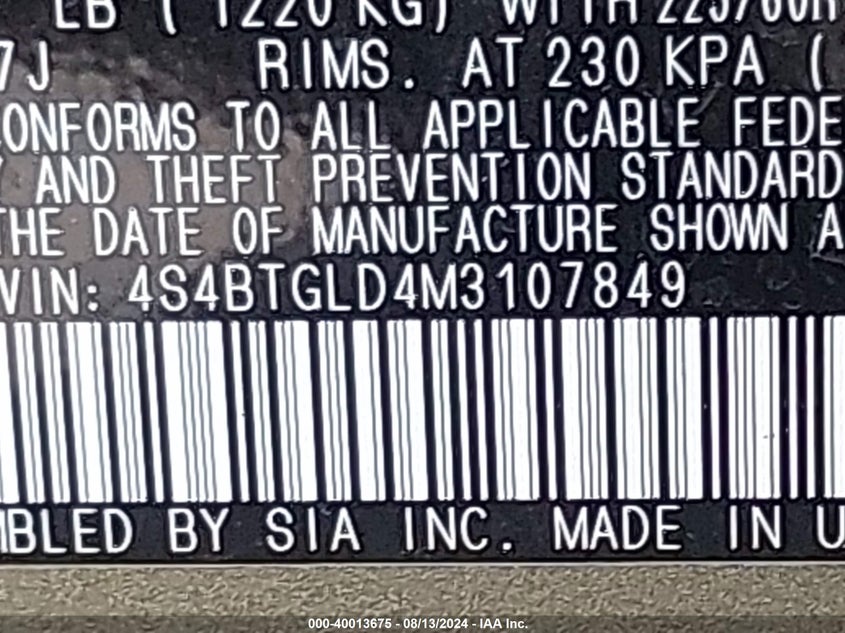 LB ( 1220 KG) WITH 225/60R
7J RIMS. AT 230 KPA (
CONFORMS TO ALL APPLICABLE FEDE
Y AND THEFT PREVENTION STANDARD
THE DATE OF MANUFACTURE SHOWN A
VIN: 4S4BTGLD4M3107849
MBLED BY SIA INC. MADE IN U
000-40013675 - 08/13/2024 - IAA Inc.